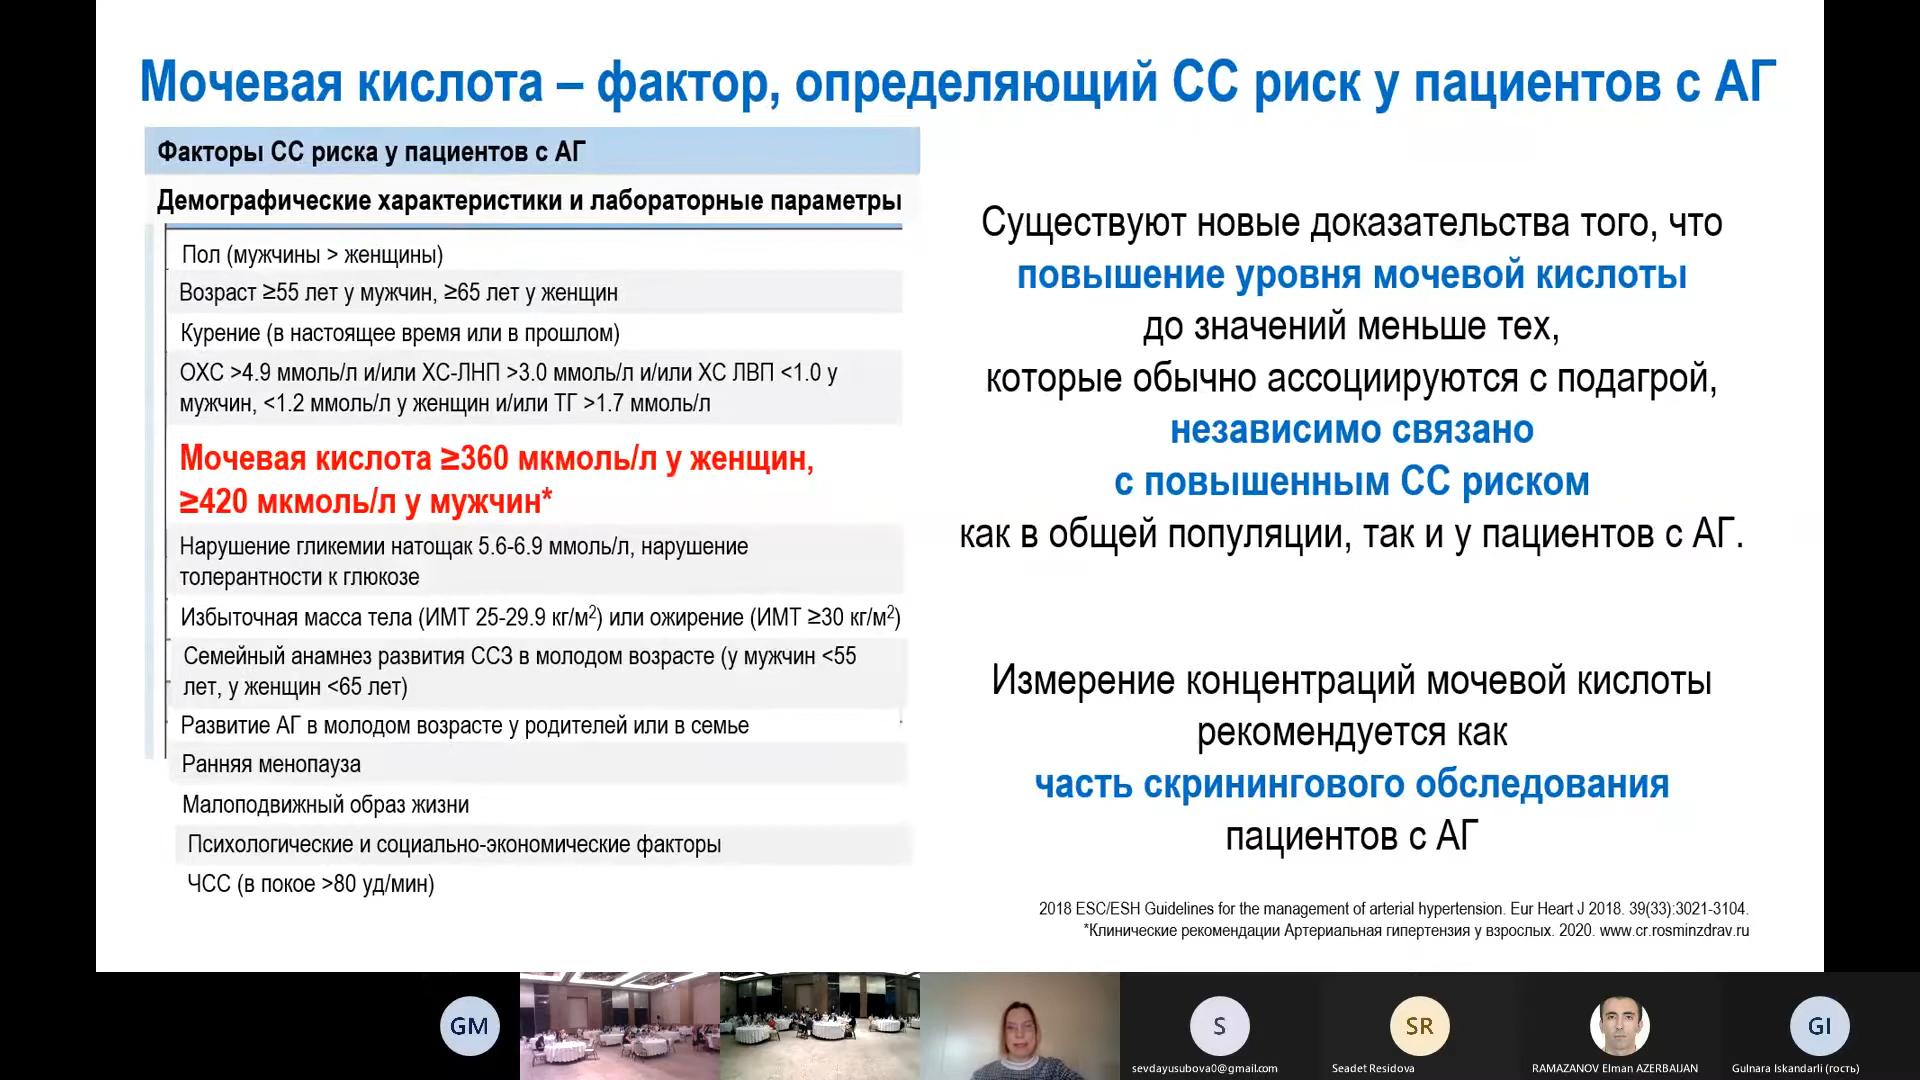 Мочевая кислота – фактор, определяющий СС риск у пациентов с АГ
Факторы СС риска у пациентов с АГ
Демографические характеристики и лабораторные параметры
Пол (мужчины > женщины)
Возраст ≥55 лет у мужчин, ≥65 лет у женщин
Курение (в настоящее время или в прошлом)
ОХС >4.9 ммоль/л и/или ХС-ЛНП >3.0 ммоль/л и/или ХС ЛВП <1.0 у
мужчин, <1.2 ммоль/л у женщин и/или ТГ >1.7 ммоль/л
Мочевая кислота ≥360 мкмоль/л у женщин,
≥420 мкмоль/л у мужчин*
Нарушение гликемии натощак 5.6-6.9 ммоль/л, нарушение
толерантности к глюкозе
Избыточная масса тела (ИМТ 25-29.9 кг/м²) или ожирение (ИМТ ≥30 кг/м²)
Семейный анамнез развития ССЗ в молодом возрасте (у мужчин <55
лет, у женщин <65 лет)
Развитие АГ в молодом возрасте у родителей или в семье
Ранняя менопауза
Малоподвижный образ жизни
Психологические и социально-экономические факторы
ЧСС (в покое >80 уд/мин)
Существуют новые доказательства того, что
повышение уровня мочевой кислоты
до значений меньше тех,
которые обычно ассоциируются с подагрой,
независимо связано
с повышенным СС риском
как в общей популяции, так и у пациентов с АГ.
Измерение концентраций мочевой кислоты
рекомендуется как
часть скринингового обследования
пациентов с АГ
2018 ESC/ESH Guidelines for the management of arterial hypertension. Eur Heart J 2018. 39(33):3021-3104.
*Клинические рекомендации Артериальная гипертензия у взрослых. 2020. www.cr.rosminzdrav.ru
GM
S
SR
GI
sevdayusubova0@gmail.com
Seadet Residova
RAMAZANOV Elman AZERBAIJAN
Gulnara Iskandarli (гость)